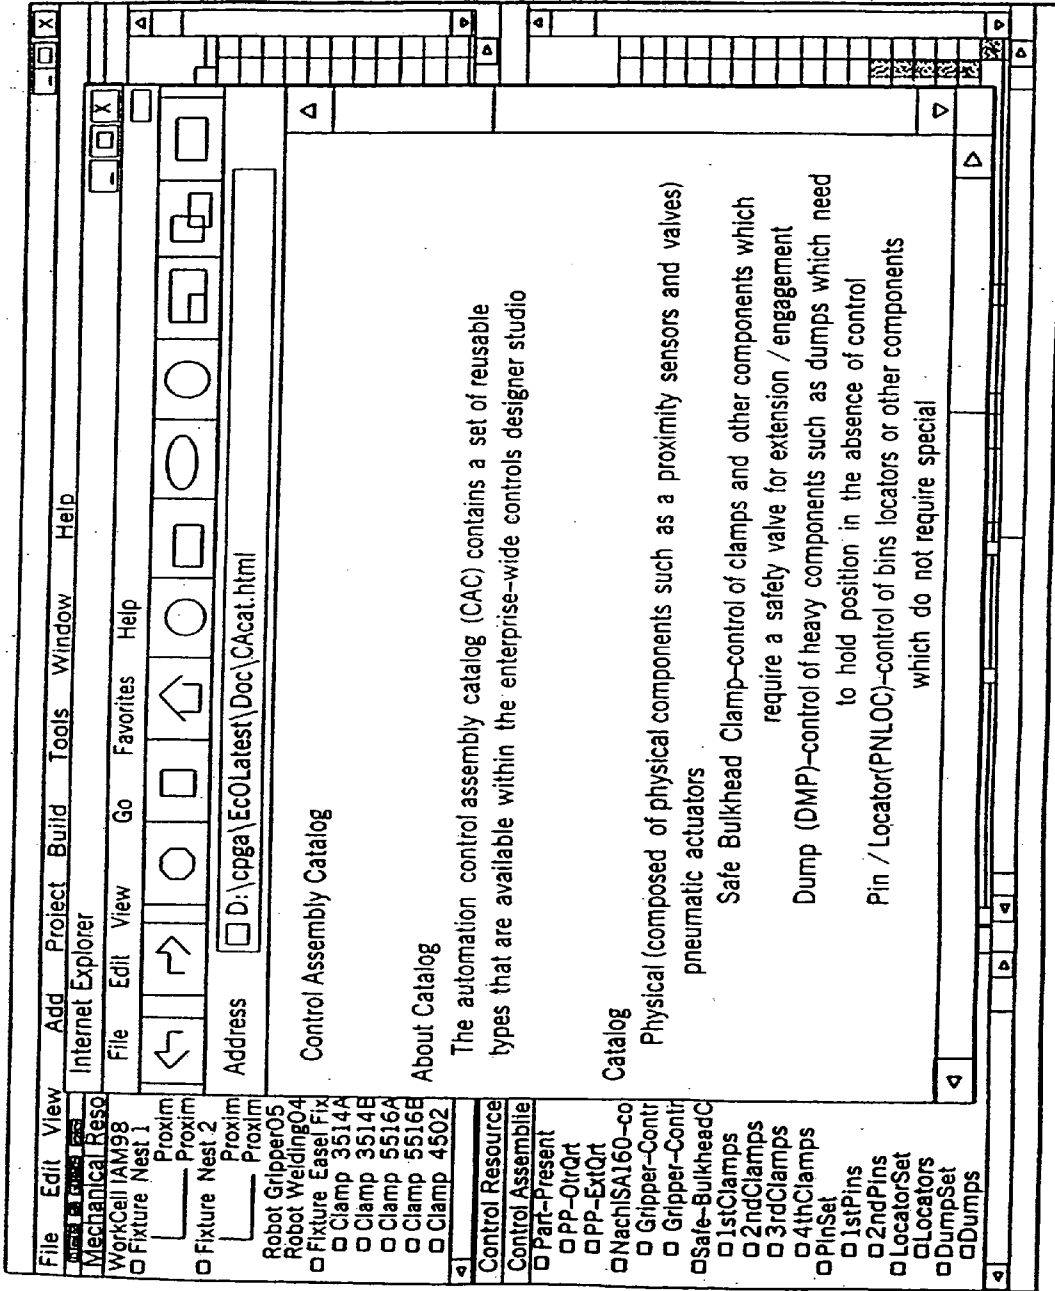 File Edit View Add Project Build Tools Window Help
Mechanical Reso
WorkCell IAM98
Fixture Nest 1
Proxim
Proxim
Fixture Nest 2
Proxim
Proximi
Robot Gripper05
Robot Welding04
Fixture Easel Fix
Clamp 3514A
Clamp 3514B
Clamp 5516A
Clamp 5516B
Clamp 4502
Control Resource
Control Assemblie
Part-Present
PP-OtrQrt
PP-ExtQrt
NachiSA160-co
Gripper-Contr
Gripper-Contr
Safe-BulkheadC
1stClamps
2ndClamps
3rdClamps
4thClamps
PinSet
1stPins
2ndPins
LocatorSet
Locators
DumpSet
Dumps
Internet Explorer
File Edit View Go Favorites Help
Address D:\cpga\EcOLatest\Doc\CAcat.html
Control Assembly Catalog
About Catalog
The automation control assembly catalog (CAC) contains a set of reusable
types that are available within the enterprise-wide controls designer studio
Catalog
Physical (composed of physical components such as a proximity sensors and valves)
pneumatic actuators
Safe Bulkhead Clamp-control of clamps and other components which
require a safety valve for extension / engagement
Dump (DMP)-control of heavy components such as dumps which need
to hold position in the absence of control
Pin / Locator(PNLOC)-control of bins locators or other components
which do not require special